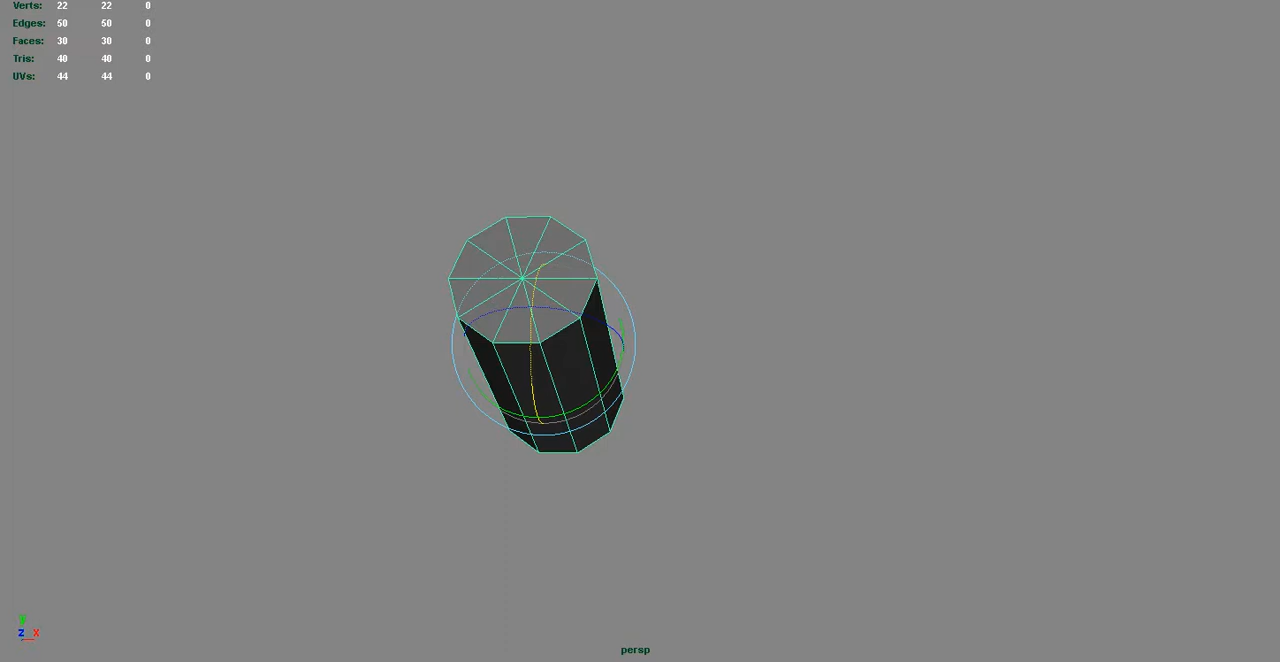 Verts: 22 22 0
Edges: 50 50 0
Faces: 30 30 0
Tris: 40 40 0
UVs: 44 44 0
y
z x
persp